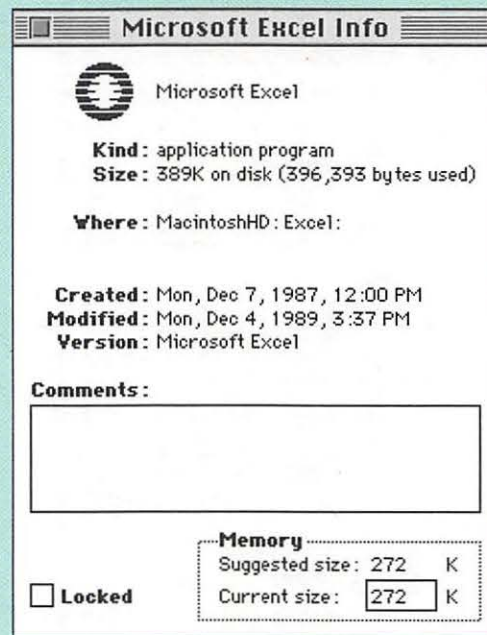 Microsoft Excel Info
Microsoft Excel
Kind: application program
Size: 389K on disk (396,393 bytes used)
Where: MacintoshHD: Excel:
Created: Mon, Dec 7, 1987, 12:00 PM
Modified: Mon, Dec 4, 1989, 3:37 PM
Version: Microsoft Excel
Comments:
Memory
Suggested size: 272 K
Locked Current size: 272 K